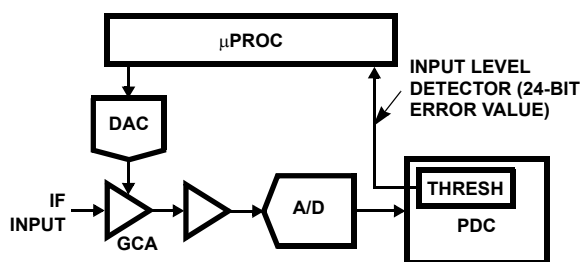 µPROC
INPUT LEVEL
DETECTOR (24-BIT
ERROR VALUE)
DAC
THRESH
IF
INPUT
A/D
PDC
GCA